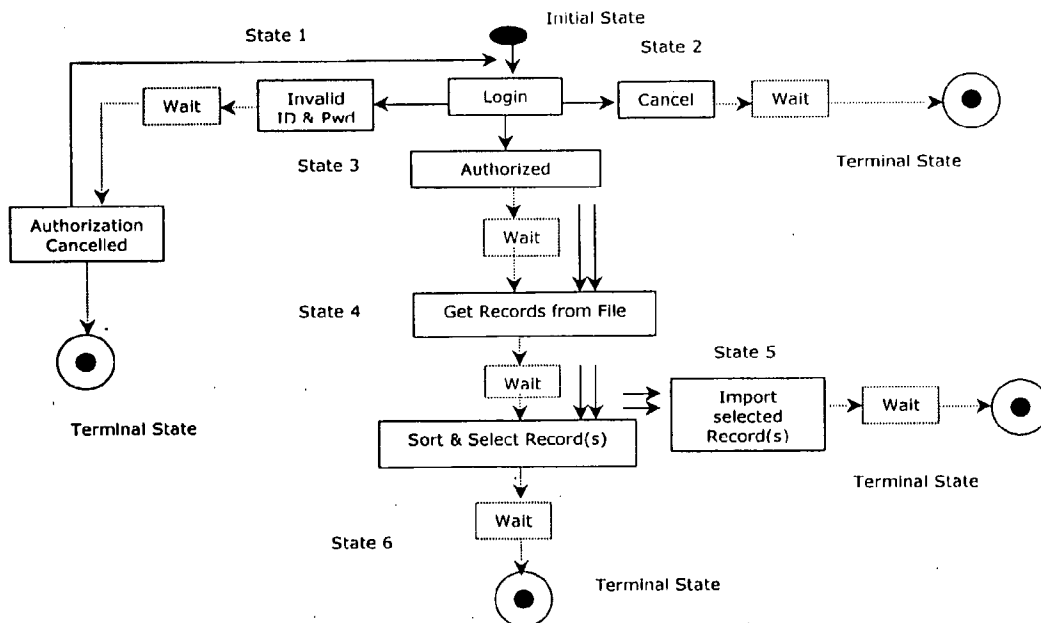 Initial State
State 1
State 2
Wait
Invalid
ID & Pwd
Login
Cancel
Wait
State 3
Authorized
Terminal State
Authorization
Cancelled
Wait
State 4
Get Records from File
Terminal State
Wait
State 5
Import
selected
Record(s)
Wait
Sort & Select Record(s)
Terminal State
Wait
State 6
Terminal State